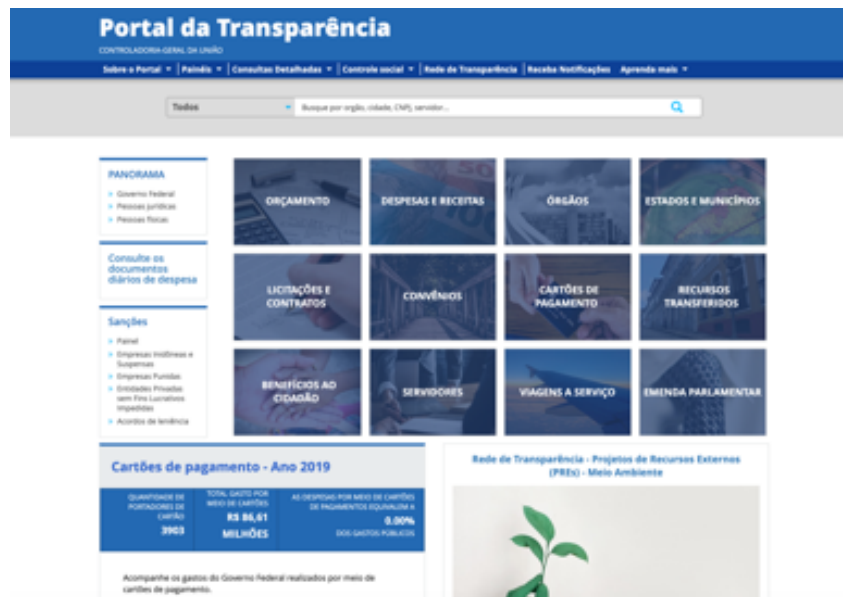 Portal da Transparência
CONTROLADORIA-GERAL DA UNIÃO
Sobre o Portal | Painéis | Consultas Detalhadas | Controle social | Rede de Transparência | Receba Notificações Aprenda mais
Todos
Busque por orgão, cidade, CNPJ, servidor...
PANORAMA
Governo Federal
Pessoas jurídicas
Pessoas físicas
Consulte os
documentos
diários de despesa
Sanções
Painel
Empresas Inidôneas e
Suspensas
Empresas Punidas
Entidades Privadas
sem Fins Lucrativos
Impedidas
Acordos de leniência
ORÇAMENTO
DESPESAS E RECEITAS
ÓRGÃOS
ESTADOS E MUNICÍPIOS
LICITAÇÕES E
CONTRATOS
CONVÊNIOS
CARTÕES DE
PAGAMENTO
RECURSOS
TRANSFERIDOS
BENEFÍCIOS AO
CIDADÃO
SERVIDORES
VIAGENS A SERVIÇO
EMENDA PARLAMENTAR
Cartões de pagamento - Ano 2019
QUANTIDADE DE
PORTADORES DE
CARTÃO
3903
TOTAL GASTO POR
MEIO DE CARTÕES
R$ 86,61
MILHÕES
AS DESPESAS POR MEIO DE CARTÕES
DE PAGAMENTOS EQUIVALEM A
0.00%
DOS GASTOS PÚBLICOS
Acompanhe os gastos do Governo Federal realizados por meio de
cartões de pagamento.
Rede de Transparência - Projetos de Recursos Externos
(PREs) - Meio Ambiente
50